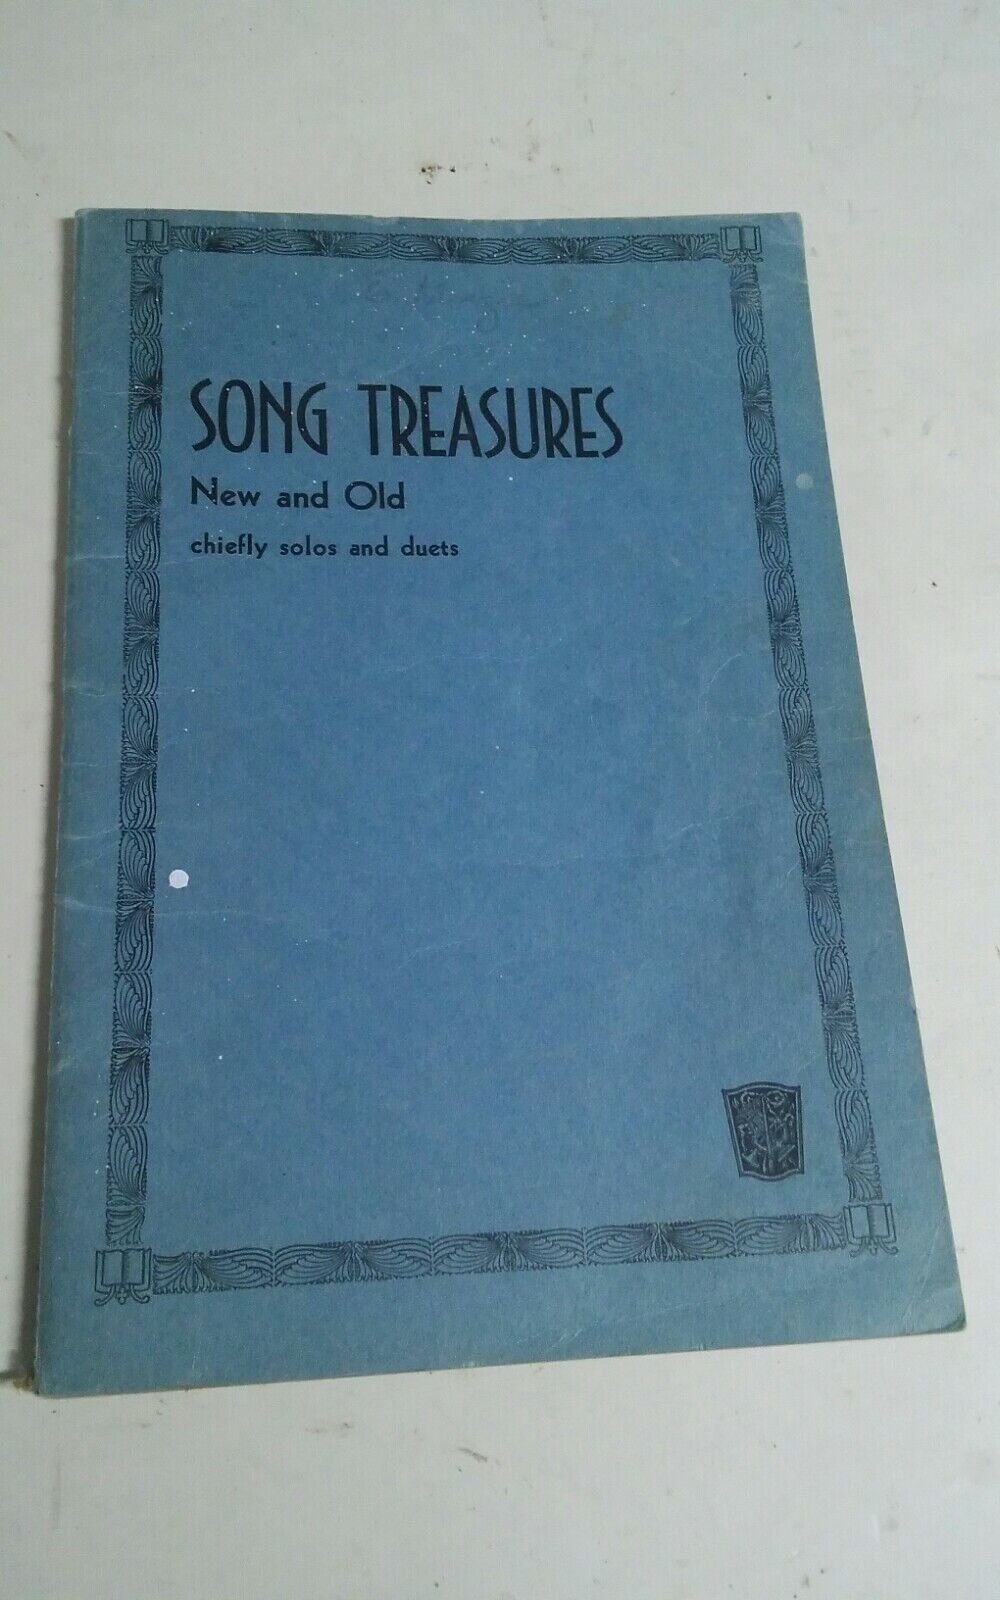 SONG TREASURES
New and Old
chiefly solos and duets